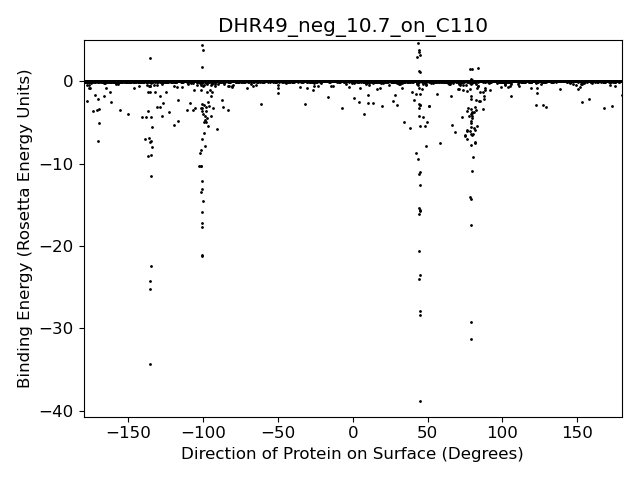 DHR49_neg_10.7_on_C110
Binding Energy (Rosetta Energy Units)
0
−10
−20
−30
−40
−150 −100 −50 0 50 100 150
Direction of Protein on Surface (Degrees)